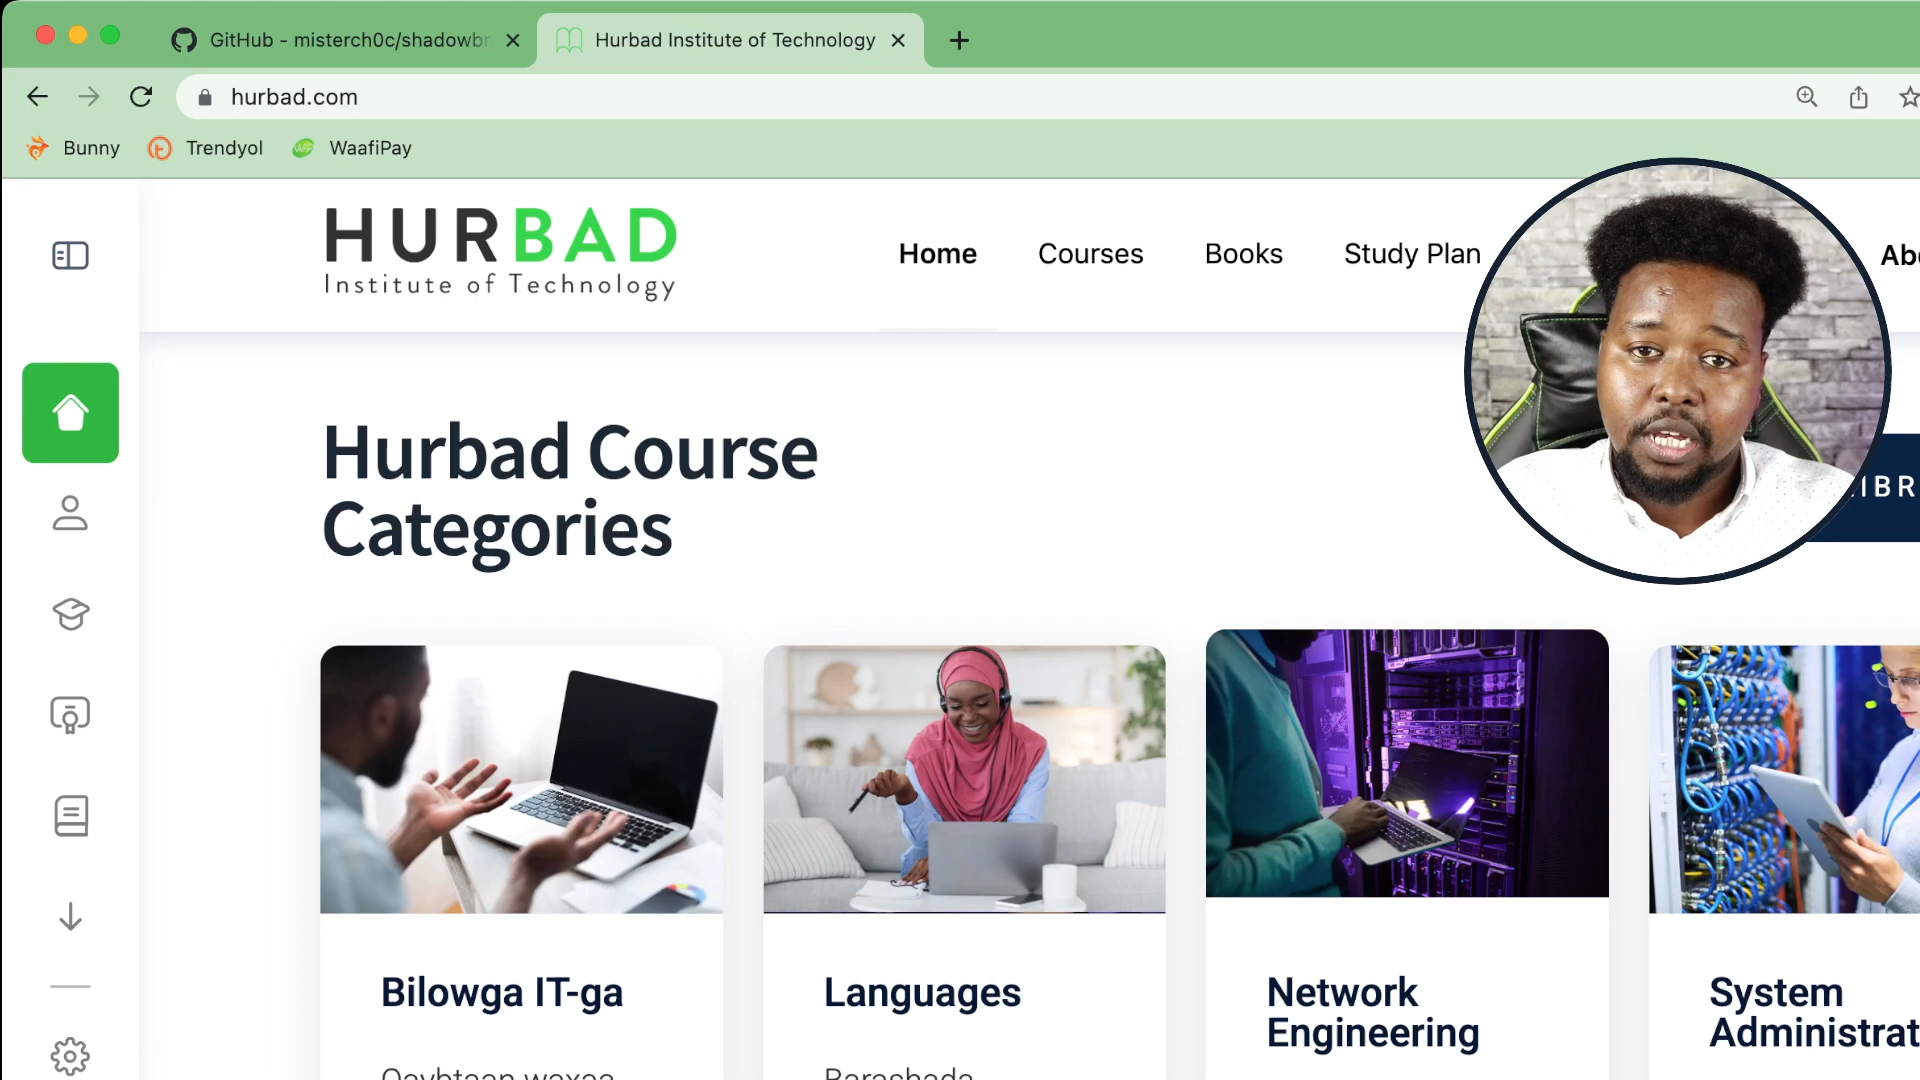 GitHub - misterch0c/shadowbr
Hurbad Institute of Technology
hurbad.com
Bunny
Trendyol
WaafiPay
HURBAD
Institute of Technology
Home
Courses
Books
Study Plan
Hurbad Course
Categories
Bilowga IT-ga
Languages
Network
Engineering
System
Administrat
Barashada